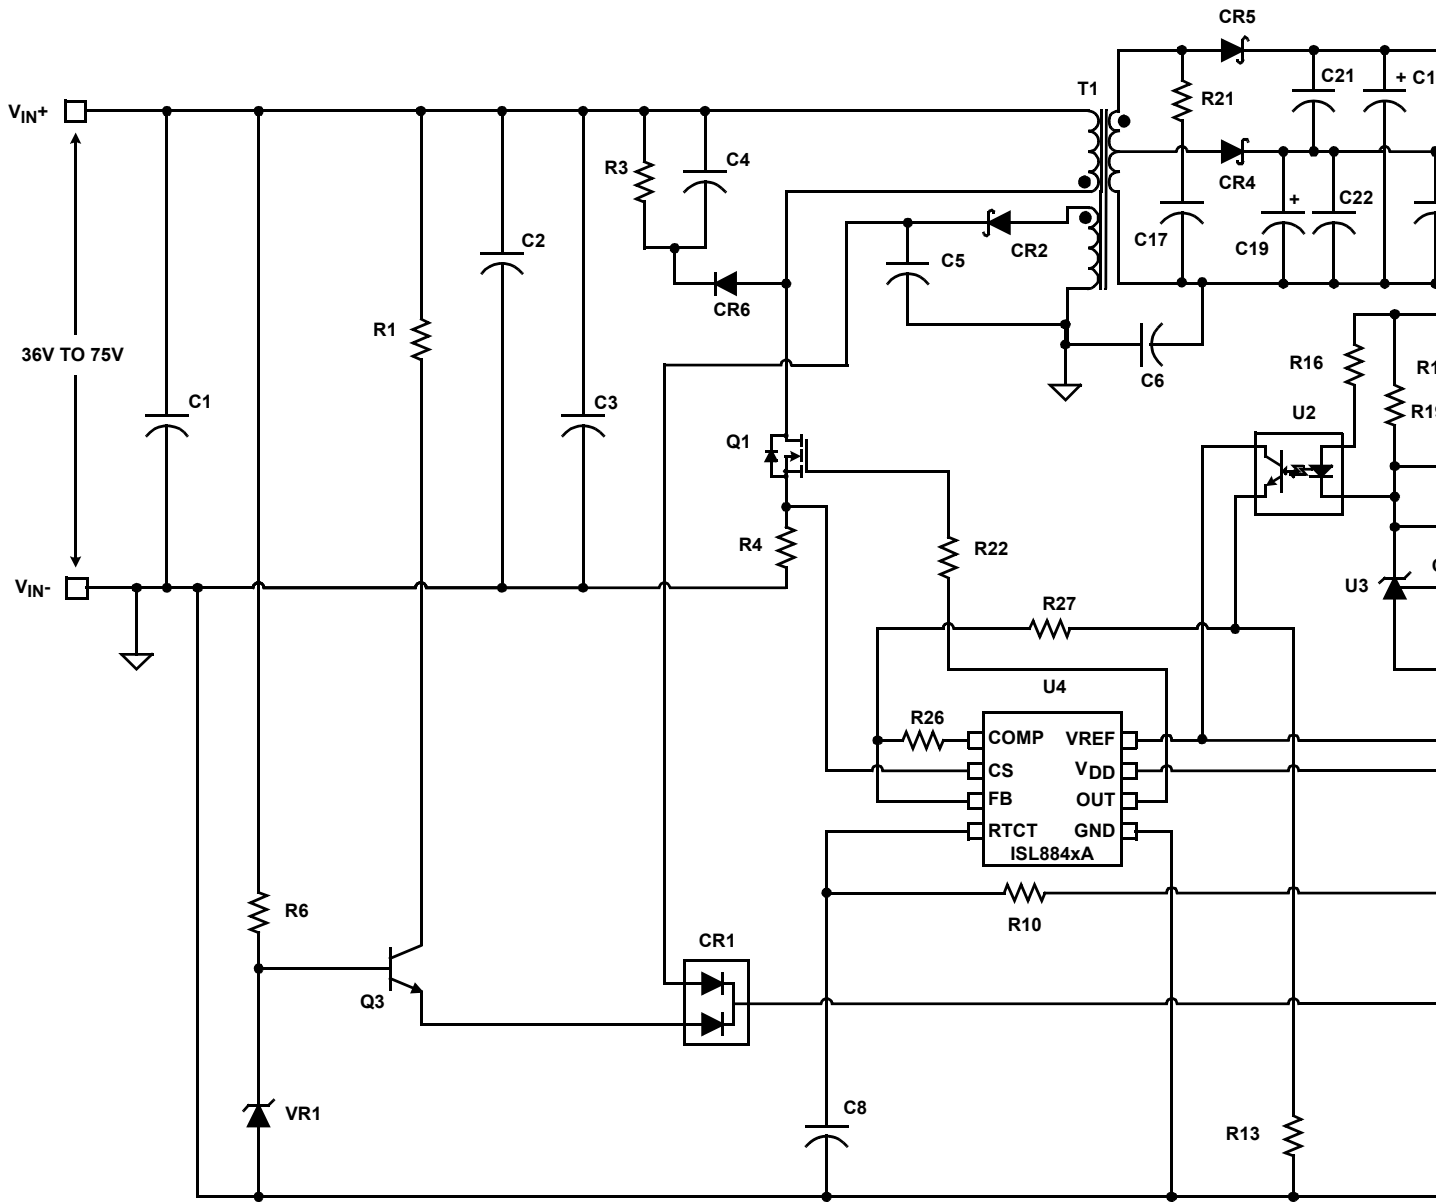 CR5
T1
C21
+ C1
R21
VIN+
R3
C4
CR4
+
C22
C17
C19
C2
C5
CR2
CR6
R1
36V TO 75V
C6
R16
R1
C1
C3
U2
R19
Q1
R4
R22
VIN-
U3
C
R27
U4
R26
COMP
VREF
CS
VDD
FB
OUT
RTCT
GND
ISL884xA
R6
R10
CR1
Q3
C8
VR1
R13